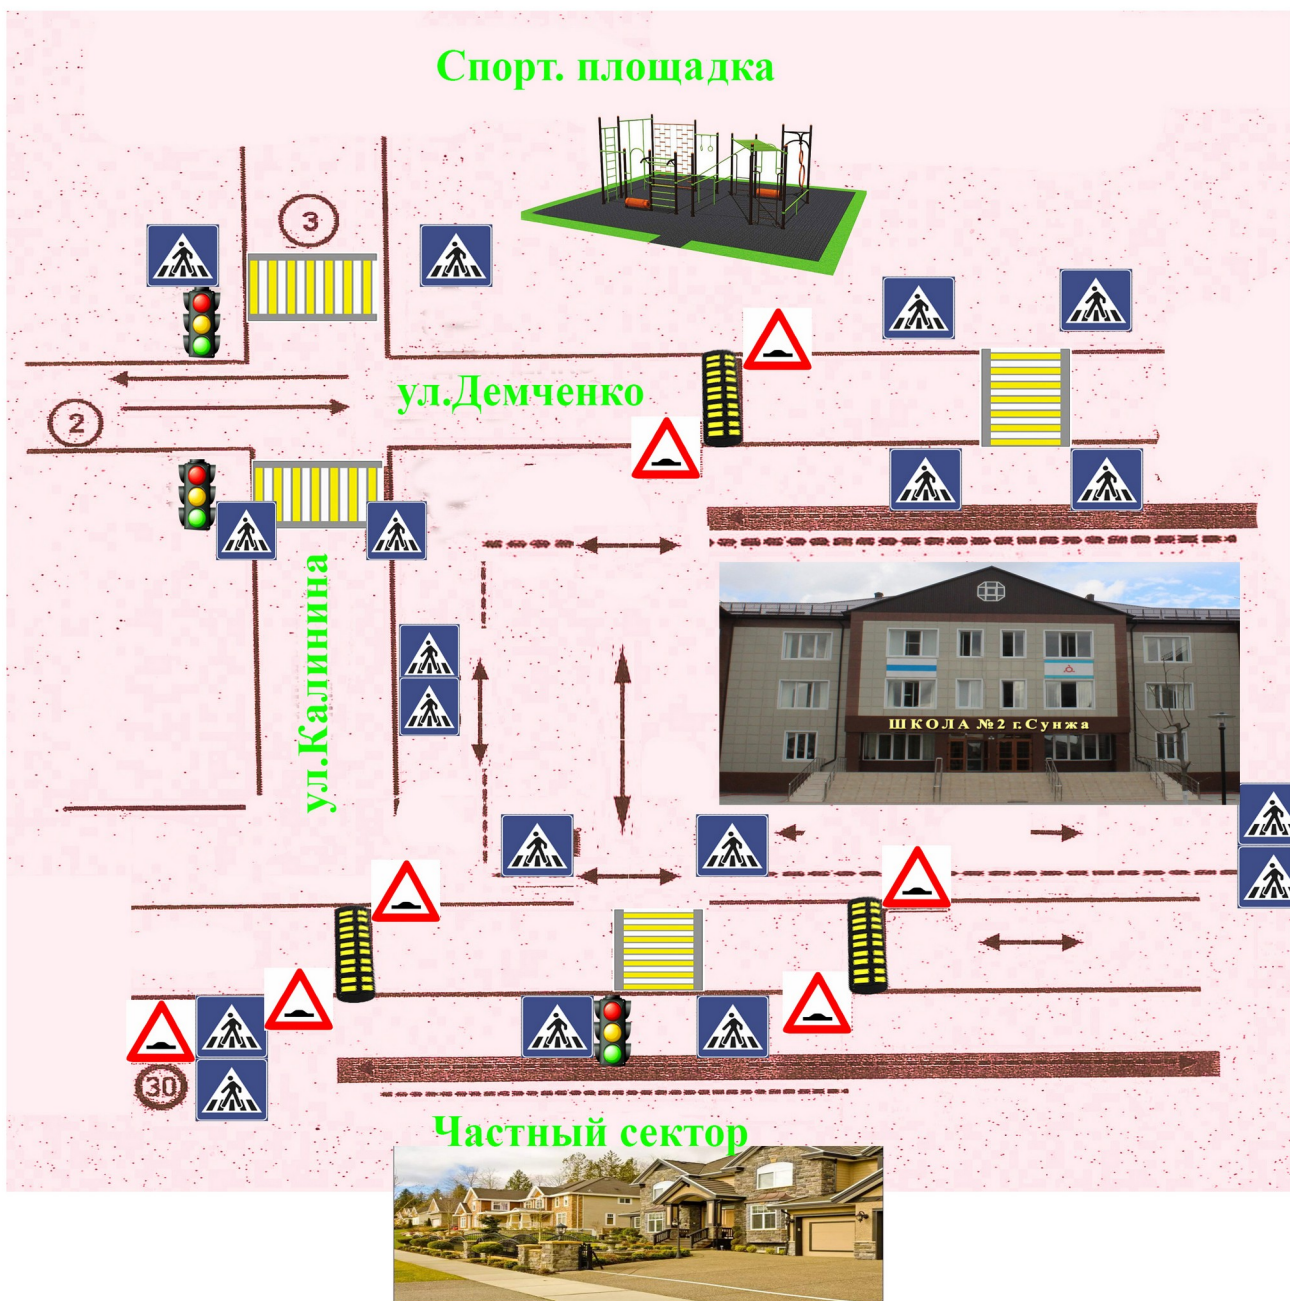 Спорт. площадка
3
ул.Демченко
2
ул.Калинина
ШКОЛА №2 г.Сунжа
30
Частный сектор